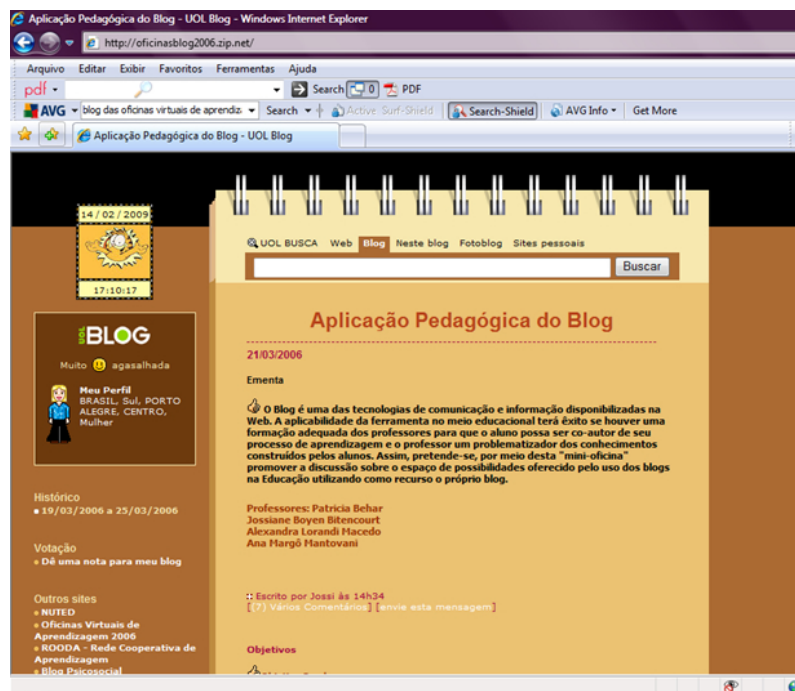 Aplicação Pedagógica do Blog - UOL Blog - Windows Internet Explorer
http://oficinasblog2006.zip.net/
Arquivo Editar Exibir Favoritos Ferramentas Ajuda
pdf Search 0 PDF
AVG blog das oficinas virtuais de aprendiz Search Active Surf-Shield Search-Shield AVG Info Get More
Aplicação Pedagógica do Blog - UOL Blog
14/02/2009
17:10:17
UOL BUSCA Web Blog Neste blog Fotoblog Sites pessoais
Buscar
UOL BLOG
Muito agasalhada
Meu Perfil
BRASIL, Sul, PORTO
ALEGRE, CENTRO,
Mulher
Histórico
19/03/2006 a 25/03/2006
Votação
Dê uma nota para meu blog
Outros sites
NUTED
Oficinas Virtuais de
Aprendizagem 2006
ROODA - Rede Cooperativa de
Aprendizagem
Blog Psicosocial
Aplicação Pedagógica do Blog
21/03/2006
Ementa
O Blog é uma das tecnologias de comunicação e informação disponibilizadas na
Web. A aplicabilidade da ferramenta no meio educacional terá êxito se houver uma
formação adequada dos professores para que o aluno possa ser co-autor de seu
processo de aprendizagem e o professor um problematizador dos conhecimentos
construídos pelos alunos. Assim, pretende-se, por meio desta "mini-oficina"
promover a discussão sobre o espaço de possibilidades oferecido pelo uso dos blogs
na Educação utilizando como recurso o próprio blog.
Professores: Patricia Behar
Jossiane Boyen Bitencourt
Alexandra Lorandi Macedo
Ana Margô Mantovani
Escrito por Jossi às 14h34
[(7) Vários Comentários] [envie esta mensagem]
Objetivos